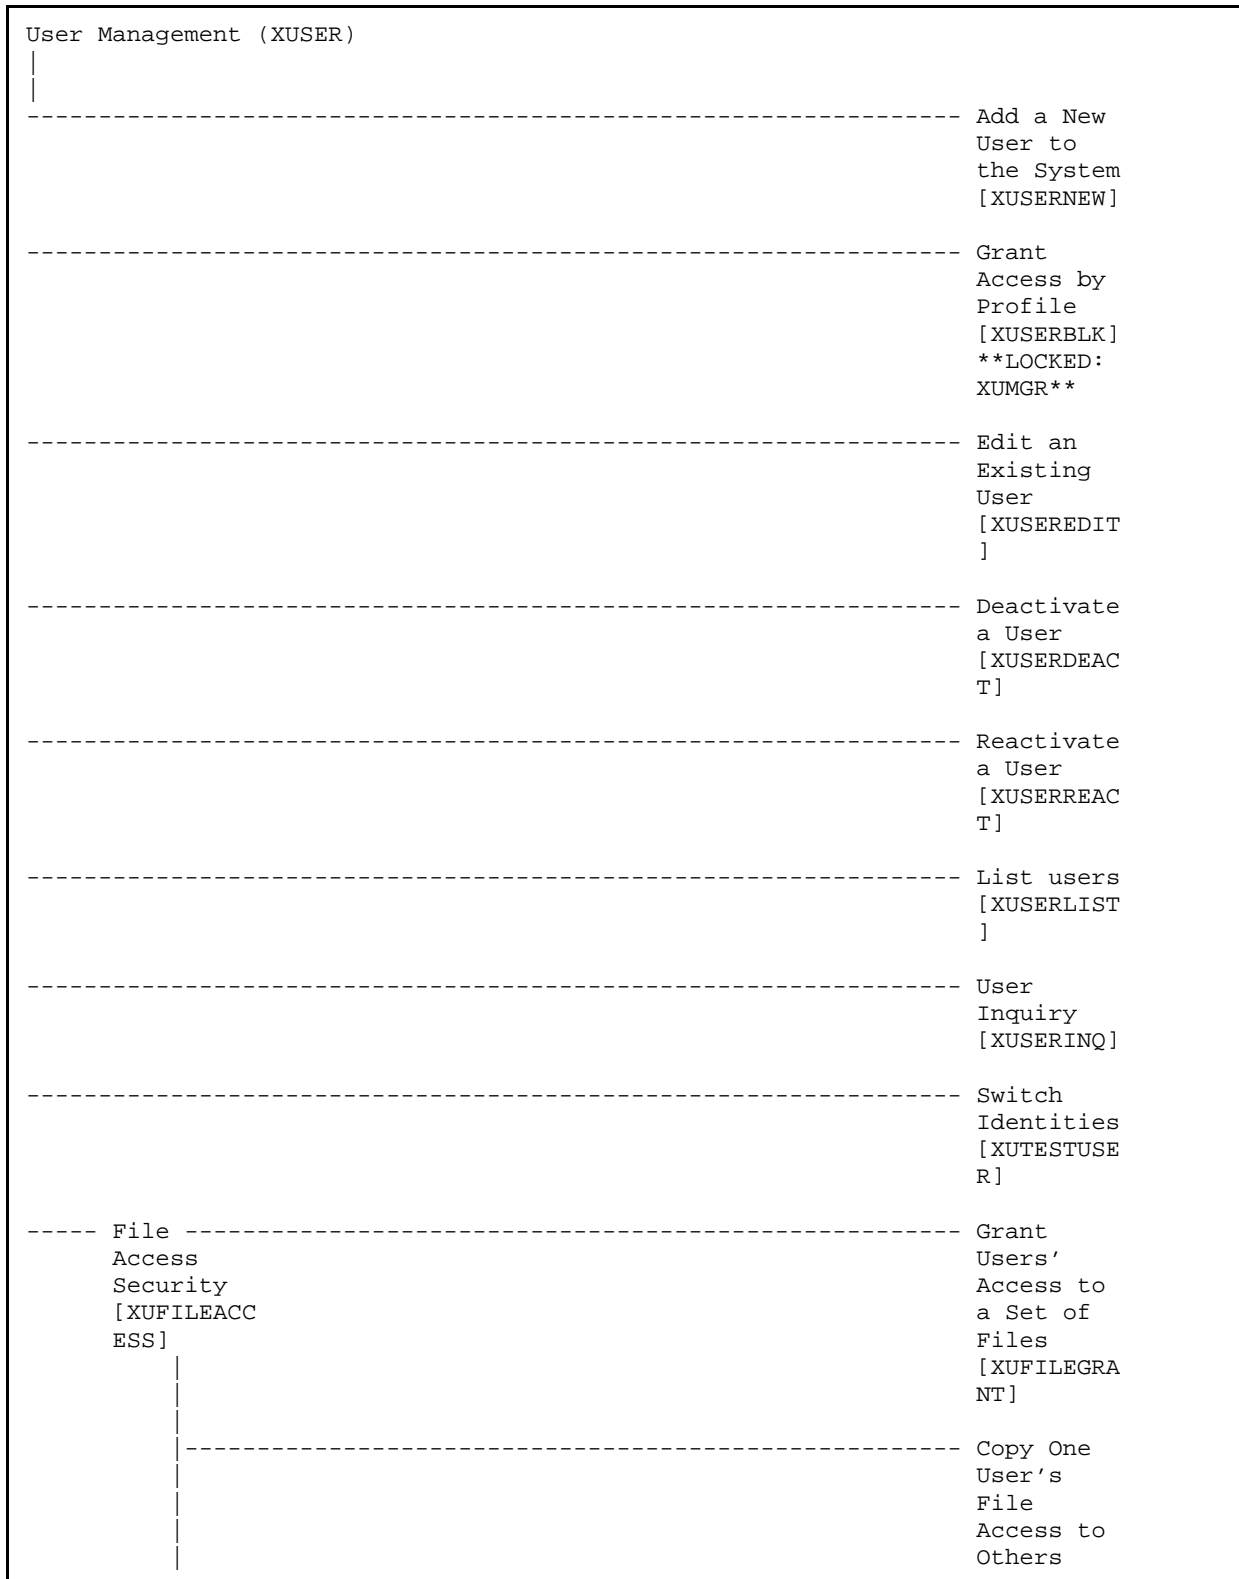 User Management (XUSER)
|
|
----------------------------------------------------------------- Add a New
User to
the System
[XUSERNEW]
----------------------------------------------------------------- Grant
Access by
Profile
[XUSERBLK]
**LOCKED:
XUMGR**
----------------------------------------------------------------- Edit an
Existing
User
[XUSEREDIT
]
----------------------------------------------------------------- Deactivate
a User
[XUSERDEAC
T]
----------------------------------------------------------------- Reactivate
a User
[XUSERREAC
T]
----------------------------------------------------------------- List users
[XUSERLIST
]
----------------------------------------------------------------- User
Inquiry
[XUSERINQ]
----------------------------------------------------------------- Switch
Identities
[XUTESTUSE
R]
----- File ------------------------------------------------------ Grant
Access Users’
Security Access to
[XUFILEACC a Set of
ESS] Files
| [XUFILEGRA
| NT]
|
|------------------------------------------------------ Copy One
| User’s
| File
| Access to
| Others